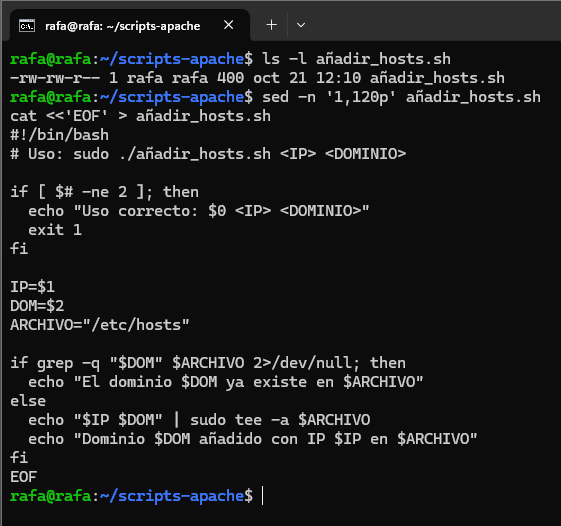 rafa@rafa: ~/scripts-apache
rafa@rafa:~/scripts-apache$ ls -l añadir_hosts.sh
-rw-rw-r-- 1 rafa rafa 400 oct 21 12:10 añadir_hosts.sh
rafa@rafa:~/scripts-apache$ sed -n '1,120p' añadir_hosts.sh
cat <<'EOF' > añadir_hosts.sh
#!/bin/bash
# Uso: sudo ./añadir_hosts.sh <IP> <DOMINIO>

if [ $# -ne 2 ]; then
  echo "Uso correcto: $0 <IP> <DOMINIO>"
  exit 1
fi

IP=$1
DOM=$2
ARCHIVO="/etc/hosts"

if grep -q "$DOM" $ARCHIVO 2>/dev/null; then
  echo "El dominio $DOM ya existe en $ARCHIVO"
else
  echo "$IP $DOM" | sudo tee -a $ARCHIVO
  echo "Dominio $DOM añadido con IP $IP en $ARCHIVO"
fi
EOF
rafa@rafa:~/scripts-apache$